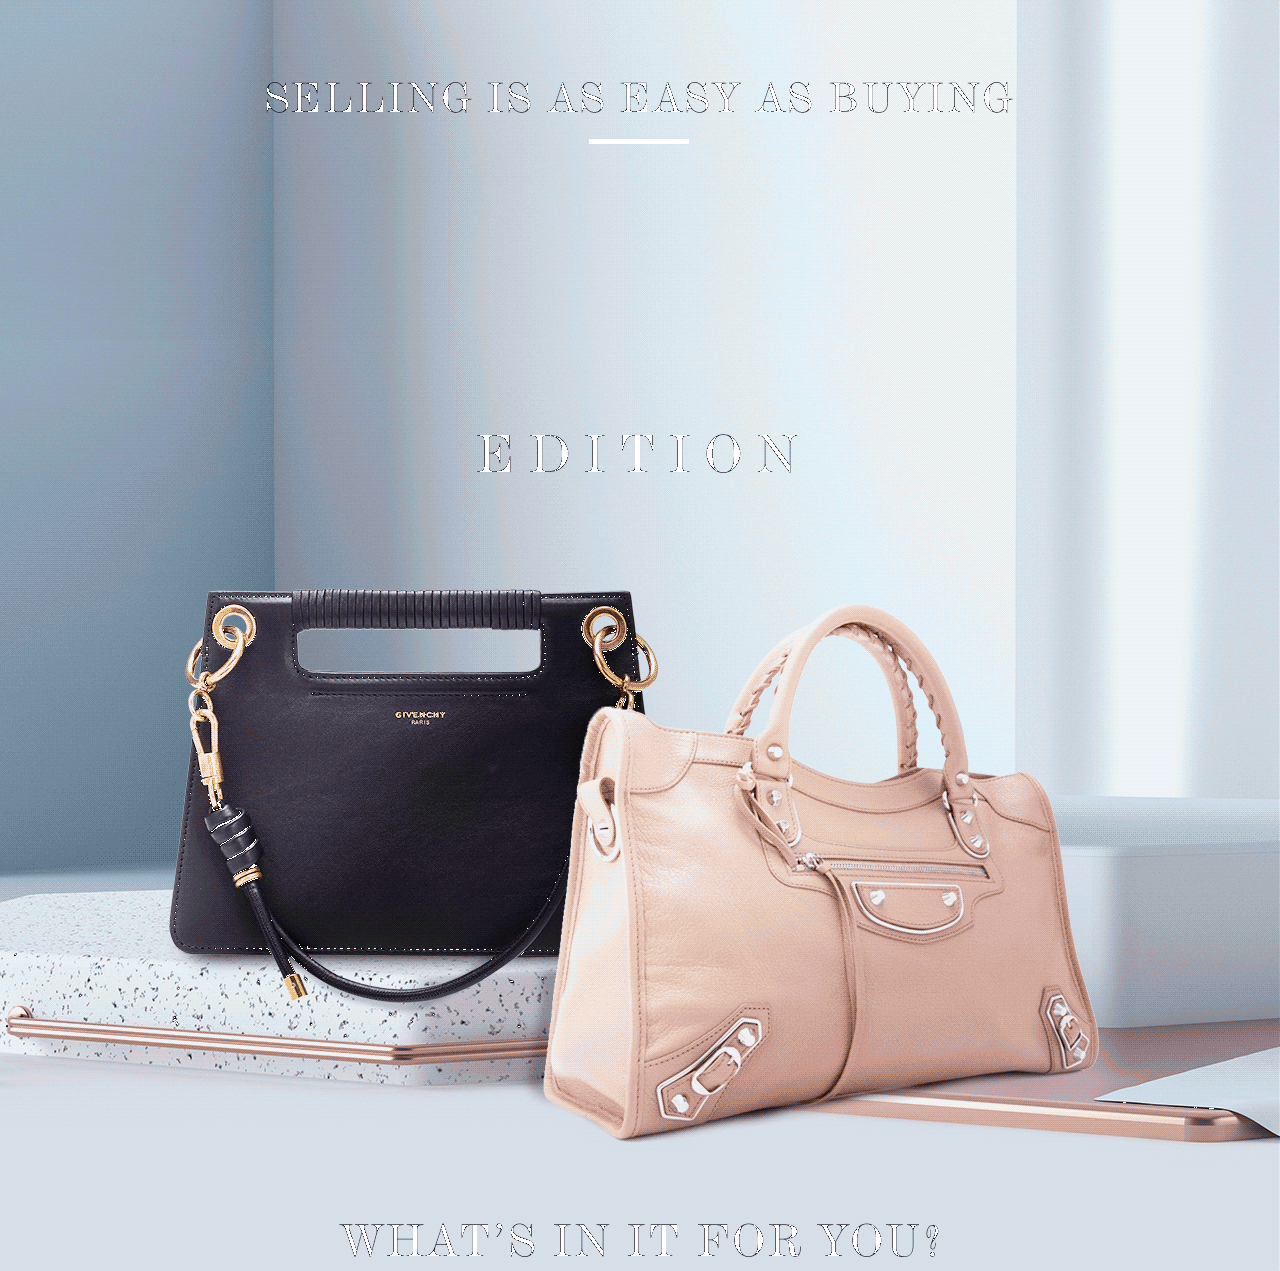 SELLING IS AS EASY AS BUYING
EDITION
GIVENCHY
PARIS
WHAT'S IN IT FOR YOU?